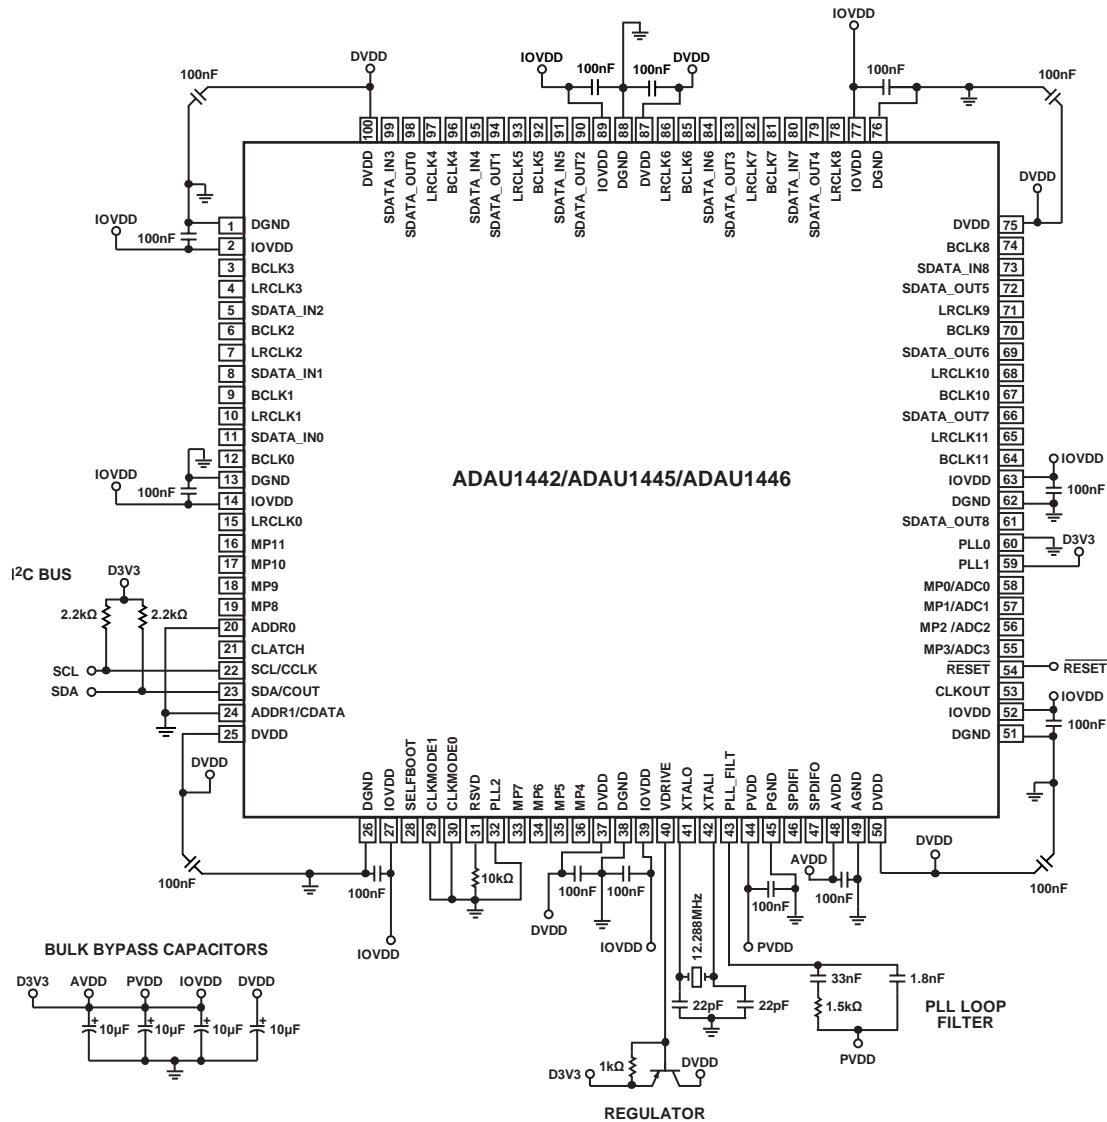 IOVDD
DVDD
IOVDD
DVDD
100nF
100nF
100nF
100nF
100nF
100
99
98
97
96
95
94
93
92
91
90
89
88
87
86
85
84
83
82
81
80
79
78
77
76
DVDD
SDATA_IN3
SDATA_OUT0
LRCLK4
BCLK4
SDATA_IN4
SDATA_OUT1
LRCLK5
BCLK5
SDATA_IN5
SDATA_OUT2
IOVDD
DGND
DVDD
LRCLK6
BCLK6
SDATA_IN6
SDATA_OUT3
LRCLK7
BCLK7
SDATA_IN7
SDATA_OUT4
LRCLK8
IOVDD
DGND
IOVDD
100nF
1 DGND
2 IOVDD
3 BCLK3
4 LRCLK3
5 SDATA_IN2
6 BCLK2
7 LRCLK2
8 SDATA_IN1
9 BCLK1
10 LRCLK1
11 SDATA_IN0
12 BCLK0
13 DGND
14 IOVDD
15 LRCLK0
16 MP11
17 MP10
18 MP9
19 MP8
20 ADDR0
21 CLATCH
22 SCL/CCLK
23 SDA/COUT
24 ADDR1/CDATA
25 DVDD
IOVDD
100nF
I²C BUS
D3V3
2.2kΩ
2.2kΩ
SCL
SDA
DVDD
100nF
ADAU1442/ADAU1445/ADAU1446
DVDD
DVDD 75
BCLK8 74
SDATA_IN8 73
SDATA_OUT5 72
LRCLK9 71
BCLK9 70
SDATA_OUT6 69
LRCLK10 68
BCLK10 67
SDATA_OUT7 66
LRCLK11 65
BCLK11 64
IOVDD 63
DGND 62
SDATA_OUT8 61
PLL0 60
PLL1 59
MP0/ADC0 58
MP1/ADC1 57
MP2 /ADC2 56
MP3/ADC3 55
RESET 54
CLKOUT 53
IOVDD 52
DGND 51
IOVDD
100nF
D3V3
RESET
IOVDD
100nF
DGND
IOVDD
SELFBOOT
CLKMODE1
CLKMODE0
RSVD
PLL2
MP7
MP6
MP5
MP4
DVDD
DGND
IOVDD
VDRIVE
XTALO
XTALI
PLL_FILT
PVDD
PGND
SPDIFI
SPDIFO
AVDD
AGND
DVDD
26
27
28
29
30
31
32
33
34
35
36
37
38
39
40
41
42
43
44
45
46
47
48
49
50
100nF
IOVDD
10kΩ
100nF
100nF
DVDD
IOVDD
12.288MHz
22pF
22pF
100nF
PVDD
AVDD
100nF
DVDD
100nF
33nF
1.8nF
1.5kΩ
PVDD
PLL LOOP
FILTER
BULK BYPASS CAPACITORS
D3V3
AVDD
PVDD
IOVDD
DVDD
+
+
+
+
10µF
10µF
10µF
10µF
1kΩ
D3V3
DVDD
REGULATOR